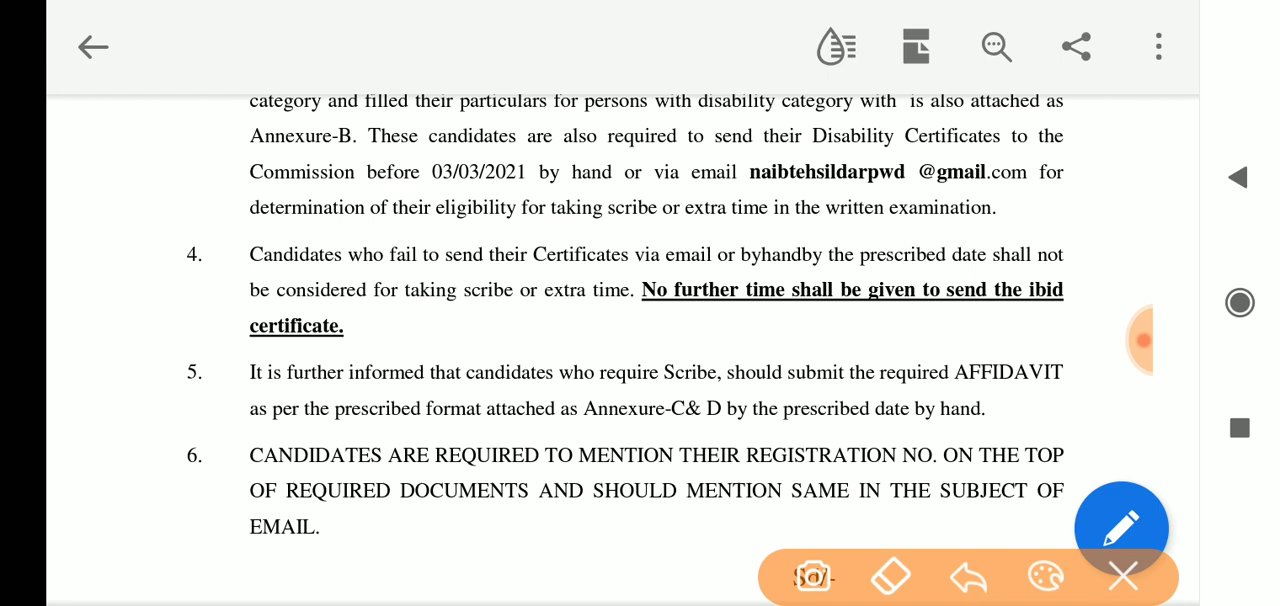 category and filled their particulars for persons with disability category with is also attached as
Annexure-B. These candidates are also required to send their Disability Certificates to the
Commission before 03/03/2021 by hand or via email naibtehsildarpwd @gmail.com for
determination of their eligibility for taking scribe or extra time in the written examination.
4. Candidates who fail to send their Certificates via email or byhandby the prescribed date shall not
be considered for taking scribe or extra time. No further time shall be given to send the ibid
certificate.
5. It is further informed that candidates who require Scribe, should submit the required AFFIDAVIT
as per the prescribed format attached as Annexure-C& D by the prescribed date by hand.
6. CANDIDATES ARE REQUIRED TO MENTION THEIR REGISTRATION NO. ON THE TOP
OF REQUIRED DOCUMENTS AND SHOULD MENTION SAME IN THE SUBJECT OF
EMAIL.